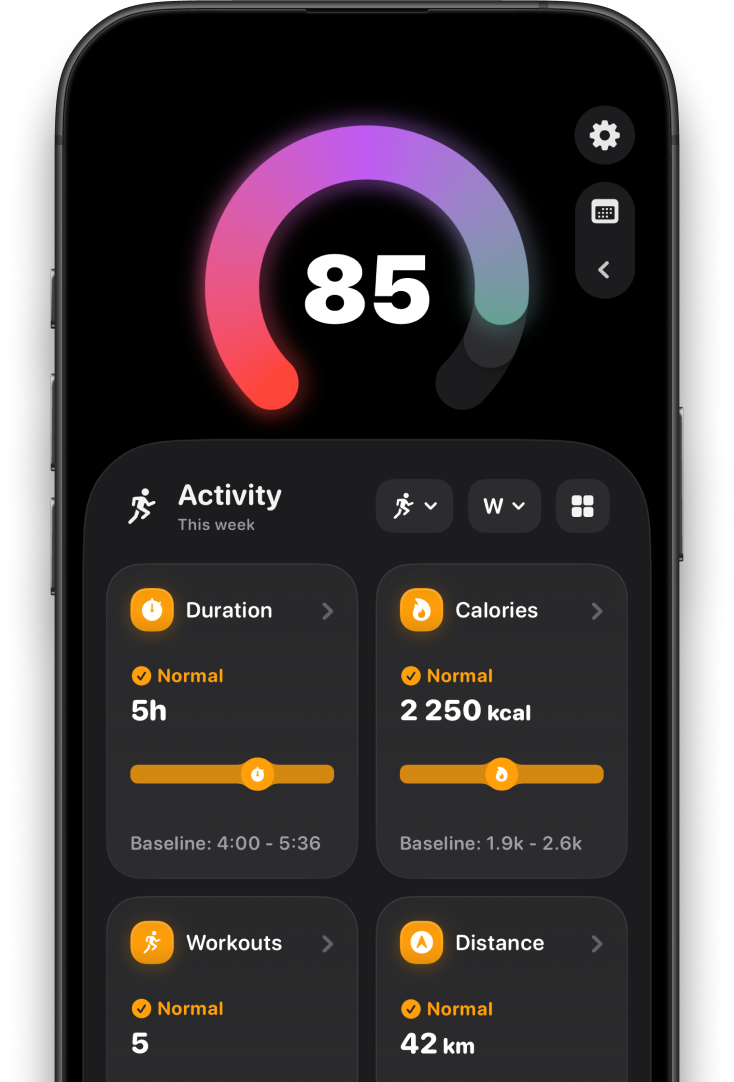 85
Activity
This week
W
Duration
Normal
5h
Baseline: 4:00 - 5:36
Calories
Normal
2 250 kcal
Baseline: 1.9k - 2.6k
Workouts
Normal
5
Distance
Normal
42 km